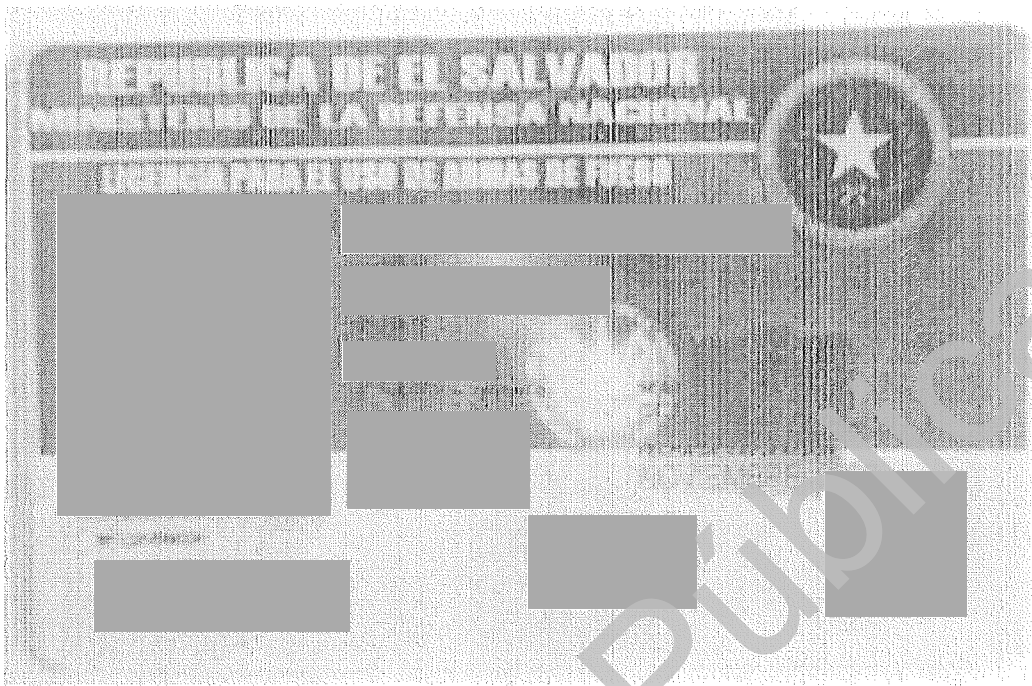 REPUBLICA DE EL SALVADOR
MINISTERIO DE LA DEFENSA NACIONAL
LICENCIA PARA EL USO DE ARMAS DE FUEGO
Pública